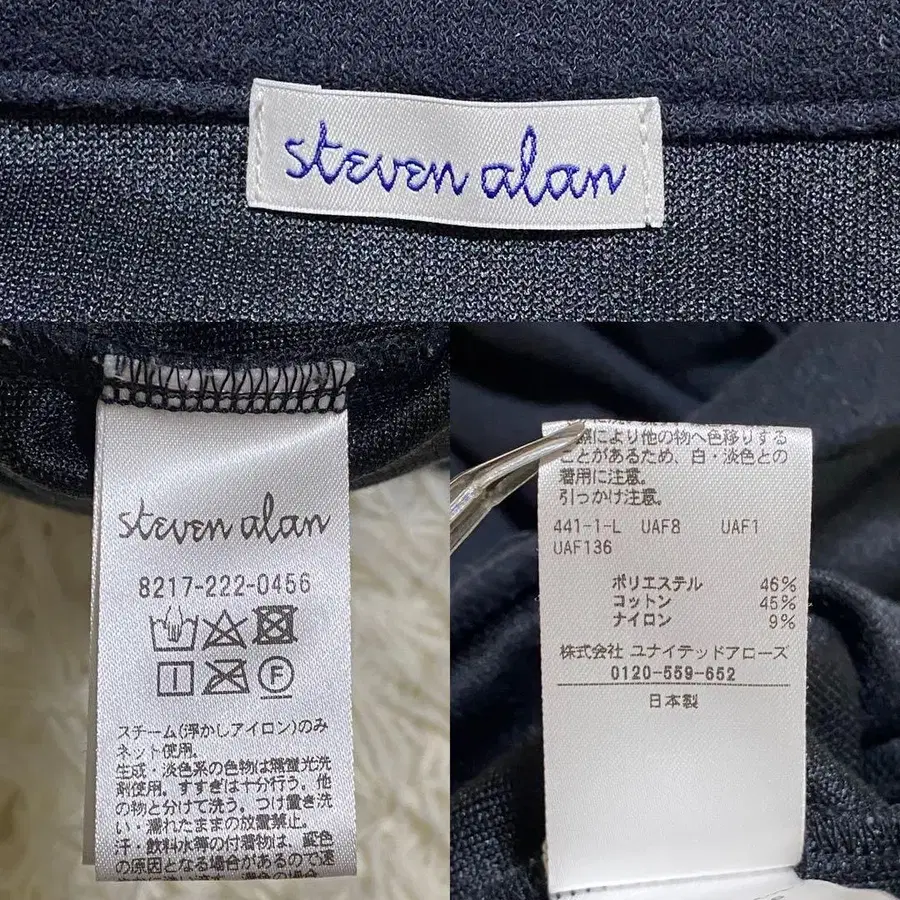 steven alan
steven alan
8217-222-0456
F
スチーム(浮かしアイロン)のみ
ネット使用。
生成・淡色系の色物は無蛍光洗
剤使用。すすぎは十分行う。他
の物と分けて洗う。つけ置き洗
い・濡れたままの放置禁止。
汗・飲料水等の付着物は、変色
の原因となる場合があるので速
際により他の物へ色移りする
ことがあるため、白・淡色との
着用に注意。
引っかけ注意。
441-1-L UAF8 UAF1
UAF136
ポリエステル 46%
コットン 45%
ナイロン 9%
株式会社 ユナイテッドアローズ
0120-559-652
日本製